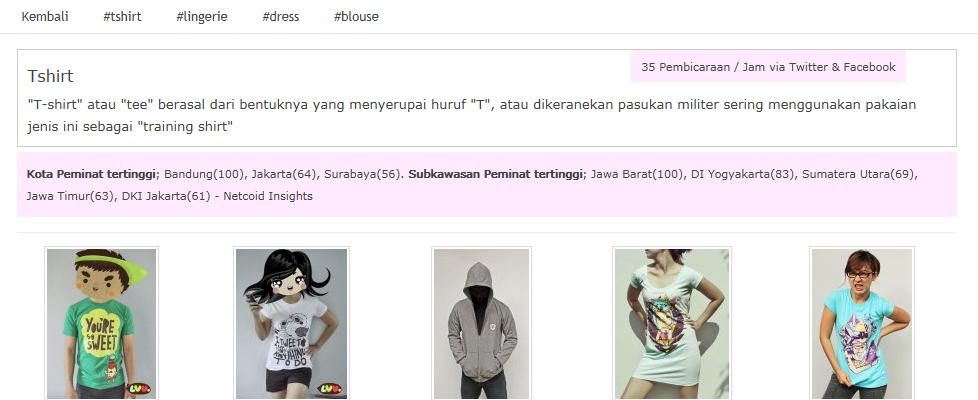 Kembali #tshirt #lingerie #dress #blouse
35 Pembicaraan / Jam via Twitter & Facebook
Tshirt
"T-shirt" atau "tee" berasal dari bentuknya yang menyerupai huruf "T", atau dikeranekan pasukan militer sering menggunakan pakaian
jenis ini sebagai "training shirt"
Kota Peminat tertinggi; Bandung(100), Jakarta(64), Surabaya(56). Subkawasan Peminat tertinggi; Jawa Barat(100), DI Yogyakarta(83), Sumatera Utara(69),
Jawa Timur(63), DKI Jakarta(61) - Netcoid Insights
YOU'RE
SO
SWEET
TWEET
THING
TO DO